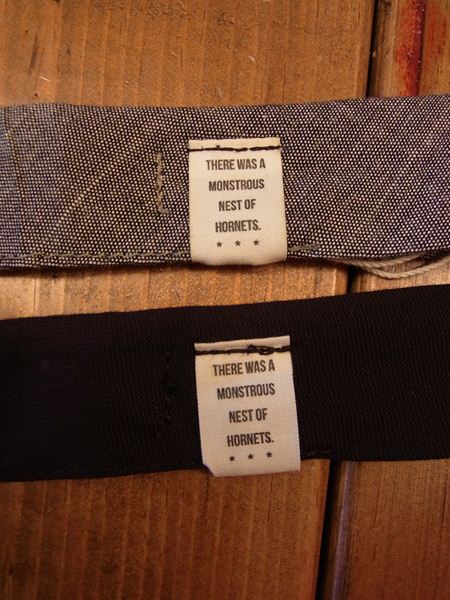 THERE WAS A
MONSTROUS
NEST OF
HORNETS.
★ ★ ★
THERE WAS A
MONSTROUS
NEST OF
HORNETS.
★ ★ ★